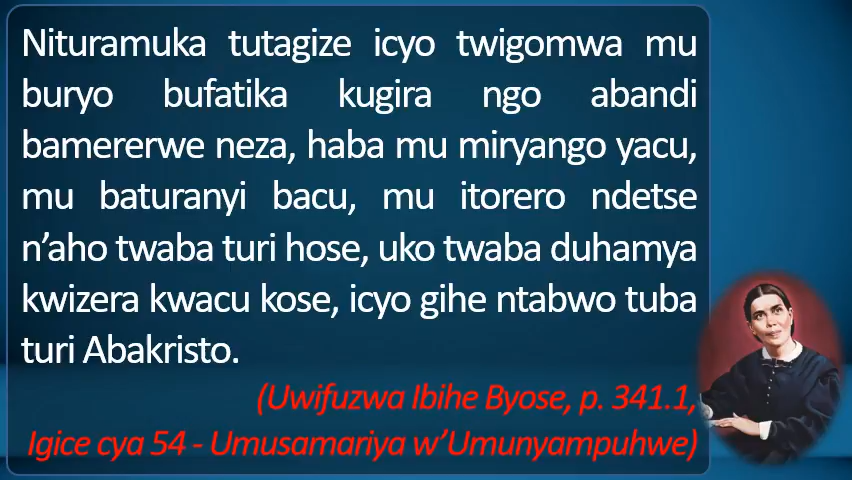 Nituramuka tutagize icyo twigomwa mu
buryo bufatika kugira ngo abandi
bamererwe neza, haba mu miryango yacu,
mu baturanyi bacu, mu itorero ndetse
n’aho twaba turi hose, uko twaba duhamya
kwizera kwacu kose, icyo gihe ntabwo tuba
turi Abakristo.
(Uwifuzwa Ibihe Byose, p. 341.1,
Igice cya 54 - Umusamariya w’Umunyampuhwe)